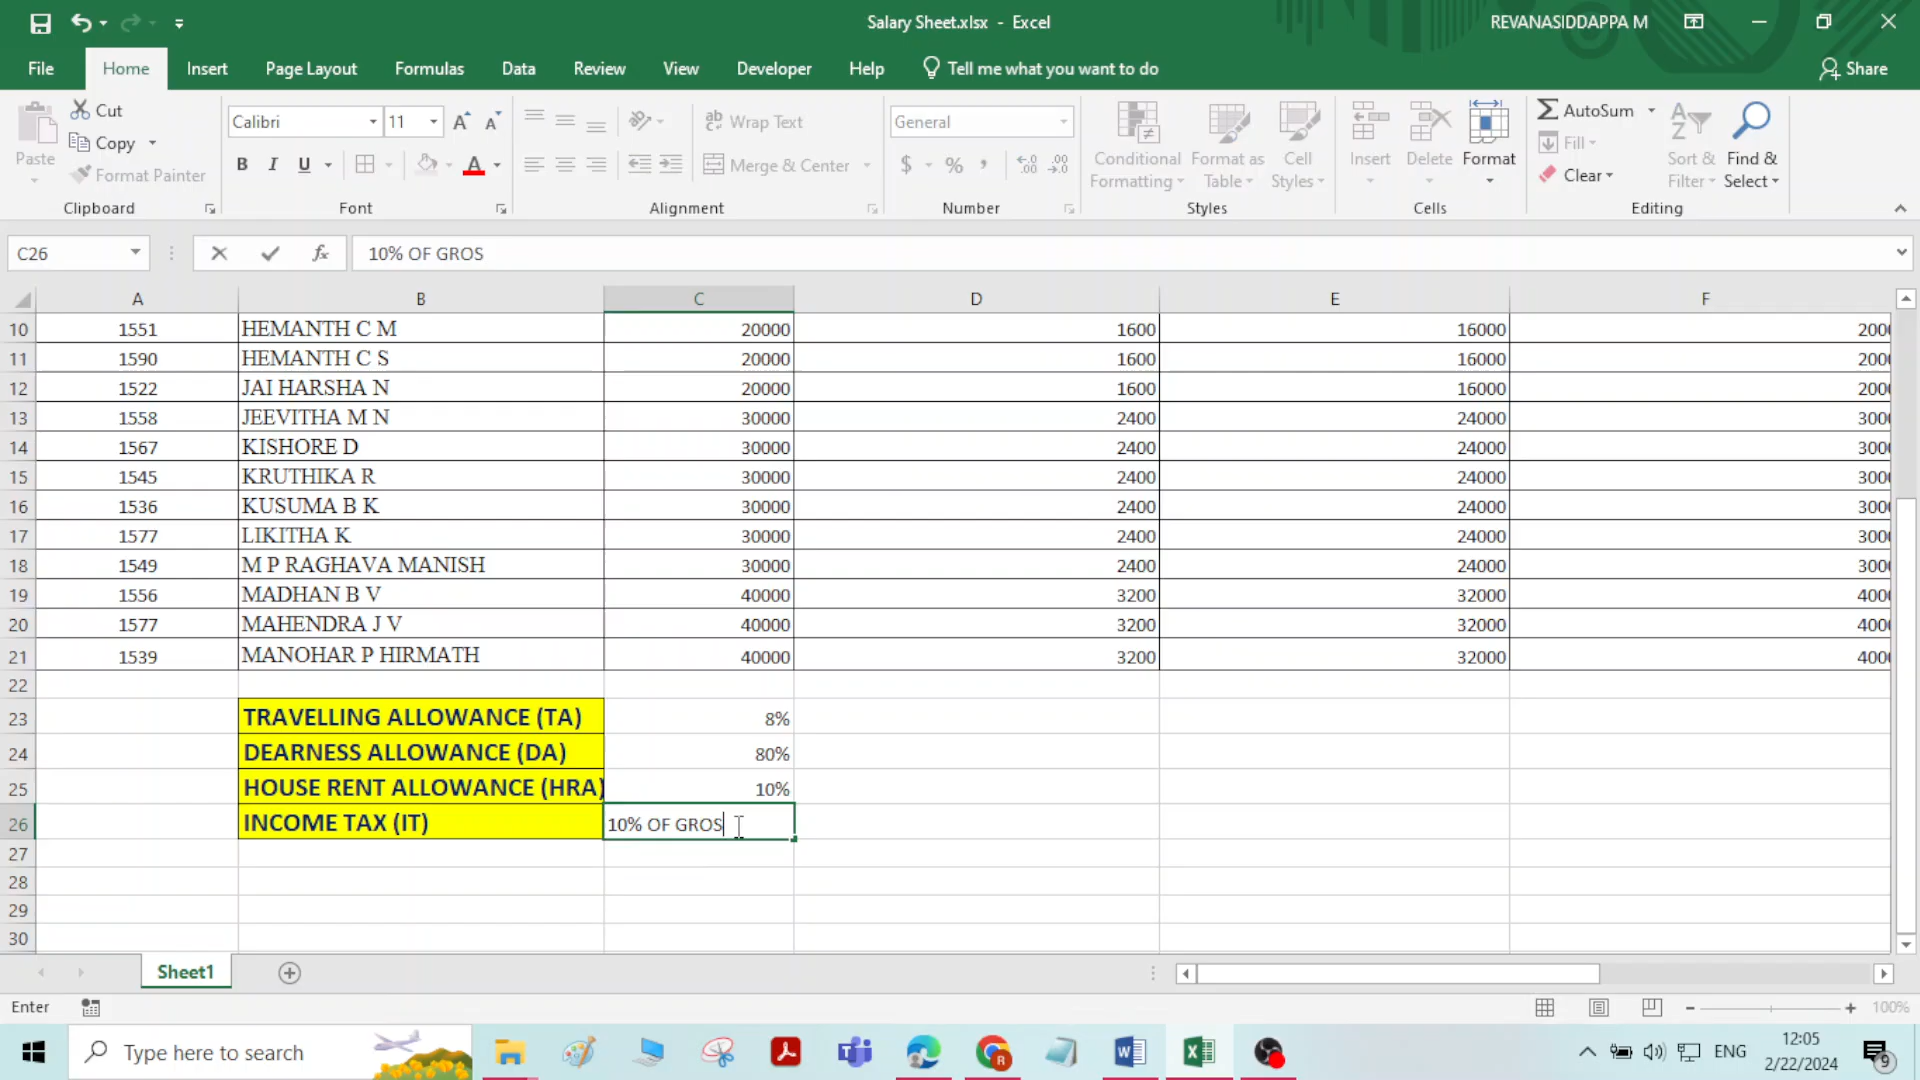 Salary Sheet.xlsx - Excel
REVANASIDDAPPA M
File Home Insert Page Layout Formulas Data Review View Developer Help Tell me what you want to do Share
Paste
Cut
Copy
Format Painter
Clipboard
Calibri 11
B I U
Font
Wrap Text
Merge & Center
Alignment
General
$ % ,
Number
Conditional Formatting
Format as Table
Cell Styles
Styles
Insert Delete Format
Cells
AutoSum
Fill
Clear
Sort & Filter
Find & Select
Editing
C26 fx 10% OF GROS
A B C D E F
10 1551 HEMANTH C M 20000 1600 16000
11 1590 HEMANTH C S 20000 1600 16000
12 1522 JAI HARSHA N 20000 1600 16000
13 1558 JEEVITHA M N 30000 2400 24000
14 1567 KISHORE D 30000 2400 24000
15 1545 KRUTHIKA R 30000 2400 24000
16 1536 KUSUMA B K 30000 2400 24000
17 1577 LIKITHA K 30000 2400 24000
18 1549 M P RAGHAVA MANISH 30000 2400 24000
19 1556 MADHAN B V 40000 3200 32000
20 1577 MAHENDRA J V 40000 3200 32000
21 1539 MANOHAR P HIRMATH 40000 3200 32000
22
23 TRAVELLING ALLOWANCE (TA) 8%
24 DEARNESS ALLOWANCE (DA) 80%
25 HOUSE RENT ALLOWANCE (HRA) 10%
26 INCOME TAX (IT) 10% OF GROS
27
28
29
30
Sheet1
Enter 100%
Type here to search
ENG
12:05
2/22/2024
9